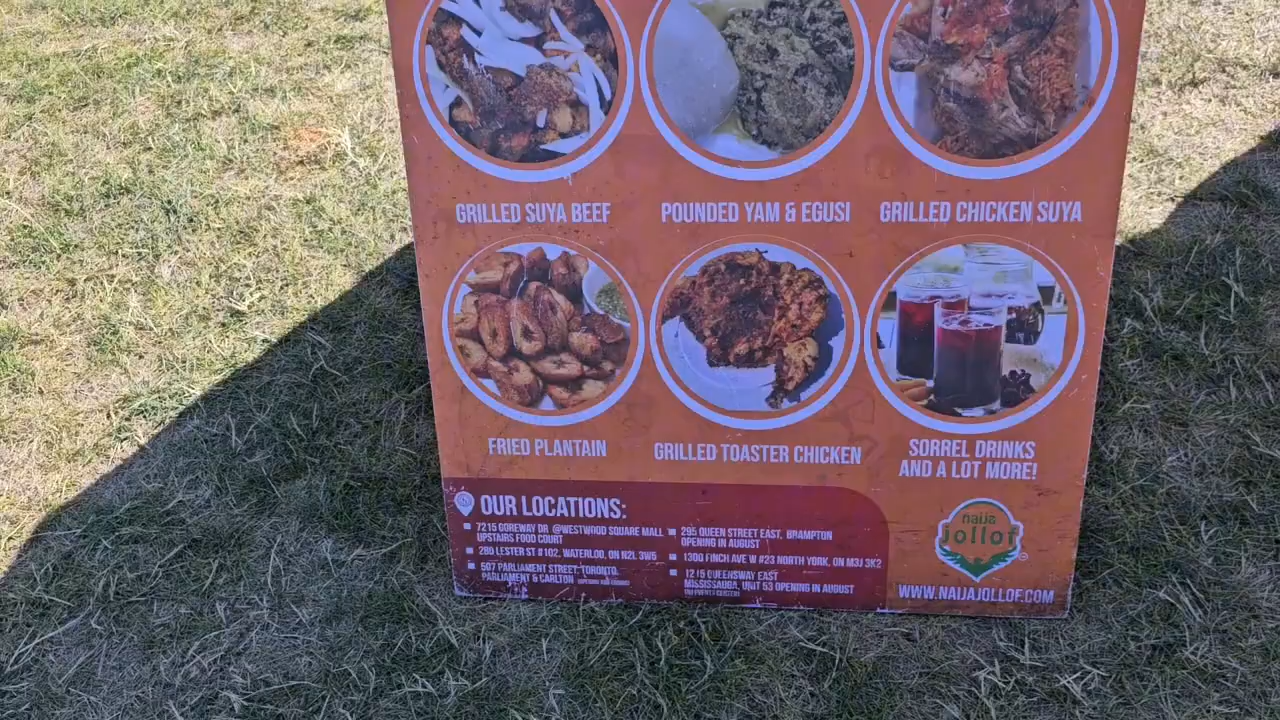 GRILLED SUYA BEEF
POUNDED YAM & EGUSI
GRILLED CHICKEN SUYA
FRIED PLANTAIN
GRILLED TOASTER CHICKEN
SORREL DRINKS
AND A LOT MORE!
OUR LOCATIONS:
7215 GOREWAY DR @WESTWOOD SQUARE MALL
UPSTAIRS FOOD COURT
280 LESTER ST #102, WATERLOO, ON N2L 3W5
507 PARLIAMENT STREET, TORONTO.
PARLIAMENT & CARLTON
295 QUEEN STREET EAST, BRAMPTON
OPENING IN AUGUST
1300 FINCH AVE W #23 NORTH YORK, ON M3J 3K2
1215 QUEENSWAY EAST
MISSISSAUGA, UNIT 53 OPENING IN AUGUST
naija
jollof
WWW.NAIJAJOLLOF.COM